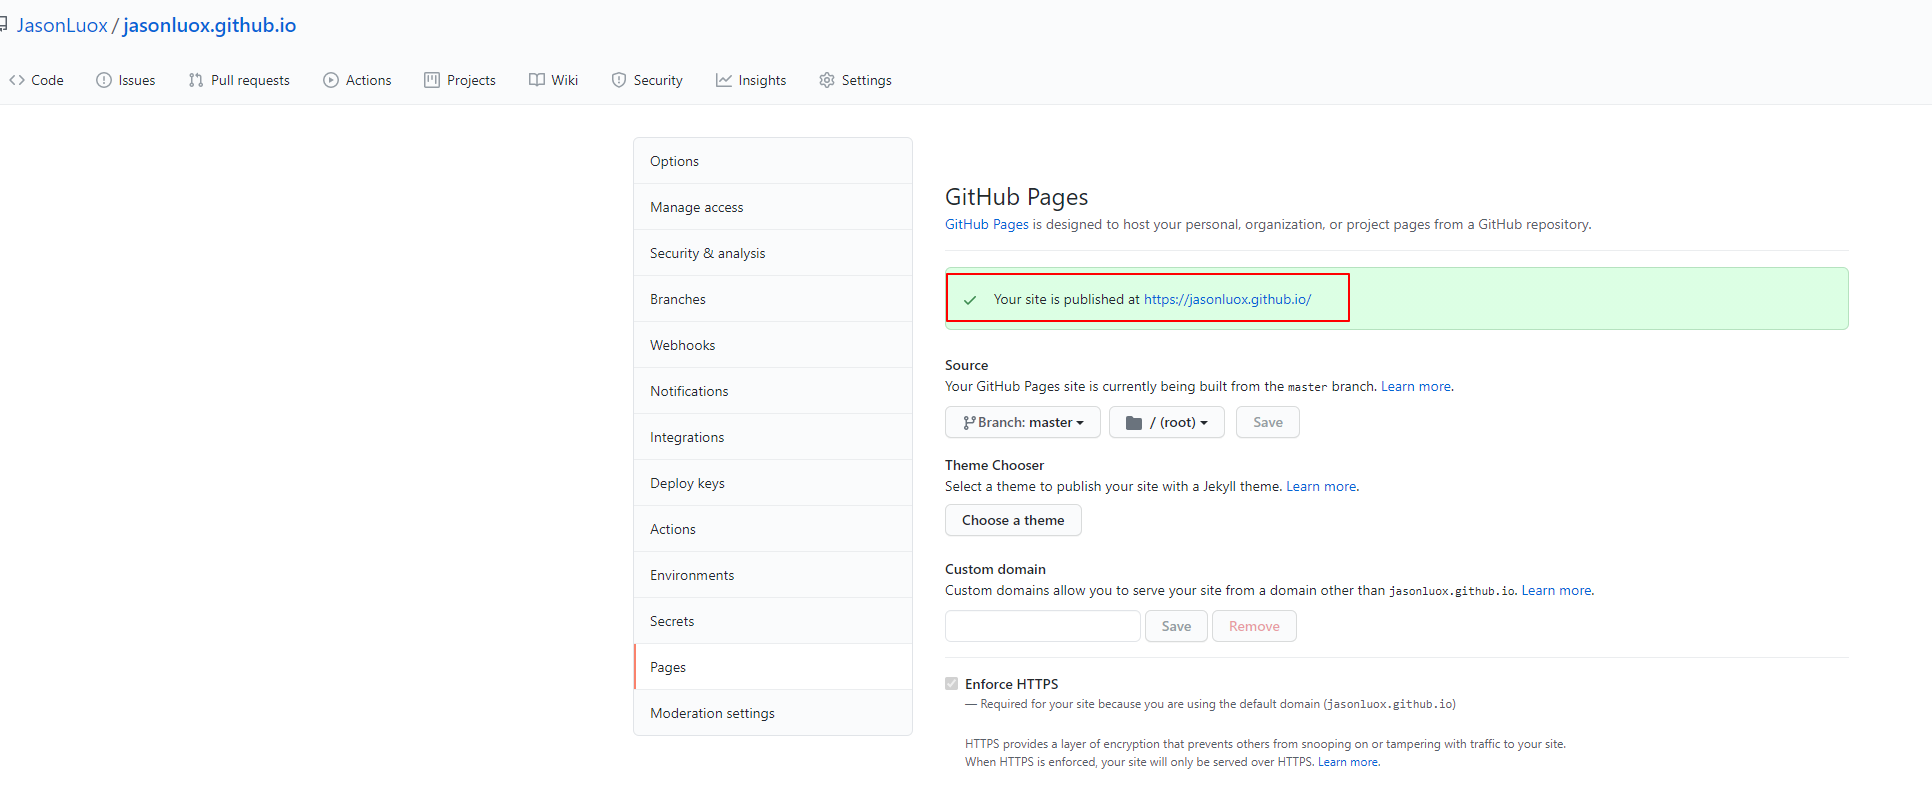 JasonLuox / jasonluox.github.io
Code Issues Pull requests Actions Projects Wiki Security Insights Settings
Options
Manage access
Security & analysis
Branches
Webhooks
Notifications
Integrations
Deploy keys
Actions
Environments
Secrets
Pages
Moderation settings
GitHub Pages
GitHub Pages is designed to host your personal, organization, or project pages from a GitHub repository.
Your site is published at https://jasonluox.github.io/
Source
Your GitHub Pages site is currently being built from the master branch. Learn more.
Branch: master / (root) Save
Theme Chooser
Select a theme to publish your site with a Jekyll theme. Learn more.
Choose a theme
Custom domain
Custom domains allow you to serve your site from a domain other than jasonluox.github.io. Learn more.
Save Remove
Enforce HTTPS
— Required for your site because you are using the default domain (jasonluox.github.io)
HTTPS provides a layer of encryption that prevents others from snooping on or tampering with traffic to your site.
When HTTPS is enforced, your site will only be served over HTTPS. Learn more.